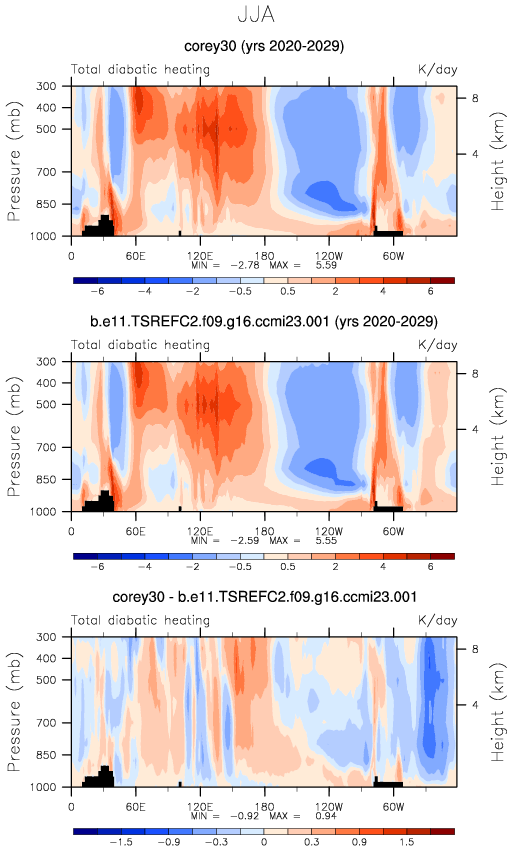 JJA
corey30 (yrs 2020-2029)
Total diabatic heating K/day
Pressure (mb)
300
400
500
700
850
1000
Height (km)
8
4
0 60E 120E 180 120W 60W
MIN = -2.78 MAX = 5.59
-6 -4 -2 -1 -0.5 0.5 1 2 4 6
b.e11.TSREFC2.f09.g16.ccmi23.001 (yrs 2020-2029)
Total diabatic heating K/day
Pressure (mb)
300
400
500
700
850
1000
Height (km)
8
4
0 60E 120E 180 120W 60W
MIN = -2.59 MAX = 5.55
-6 -4 -2 -1 -0.5 0.5 1 2 4 6
corey30 - b.e11.TSREFC2.f09.g16.ccmi23.001
Total diabatic heating K/day
Pressure (mb)
300
400
500
700
850
1000
Height (km)
8
4
0 60E 120E 180 120W 60W
MIN = -0.92 MAX = 0.94
-1.5 -0.9 -0.3 0 0.3 0.9 1.5